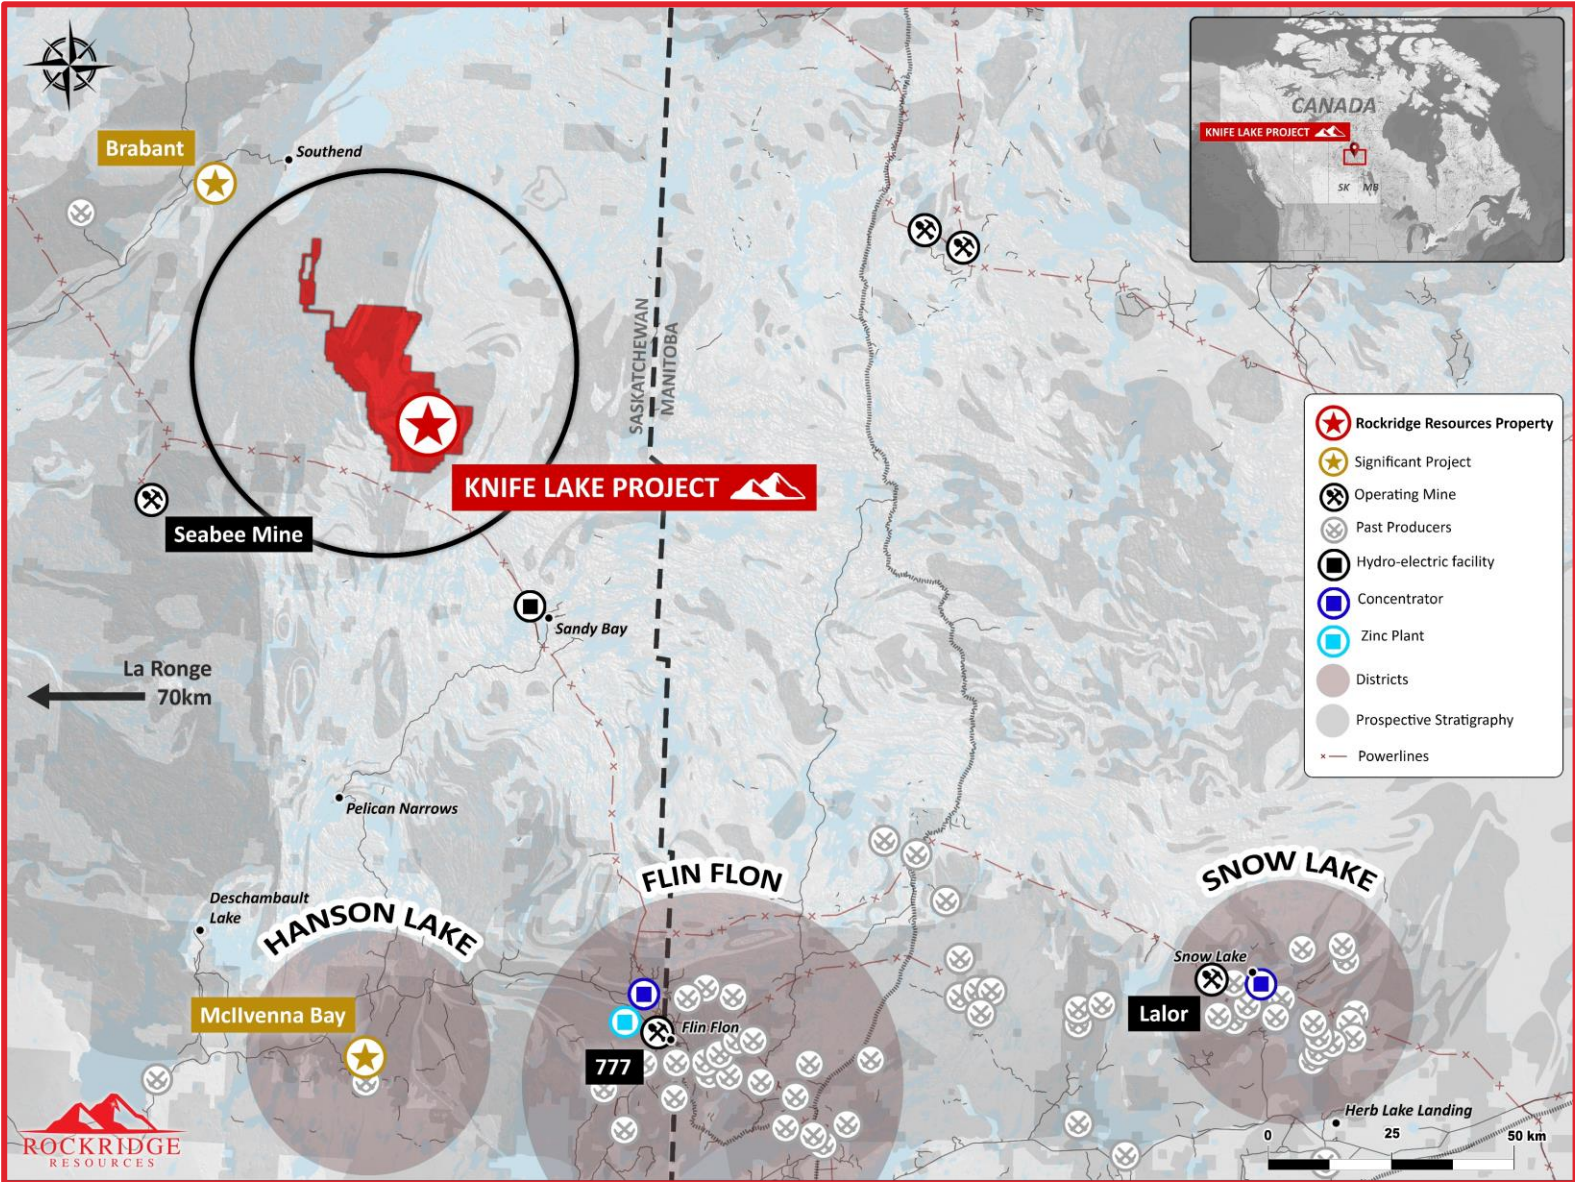 CANADA
KNIFE LAKE PROJECT
SK MB
Brabant
Southend
SASKATCHEWAN
MANITOBA
KNIFE LAKE PROJECT
Seabee Mine
Rockridge Resources Property
Significant Project
Operating Mine
Past Producers
Hydro-electric facility
Concentrator
Zinc Plant
Districts
Prospective Stratigraphy
Powerlines
Sandy Bay
La Ronge
70km
Pelican Narrows
Deschambault
Lake
HANSON LAKE
FLIN FLON
SNOW LAKE
Snow Lake
McIlvenna Bay
Flin Flon
777
Lalor
Herb Lake Landing
0 25 50 km
ROCKRIDGE
RESOURCES